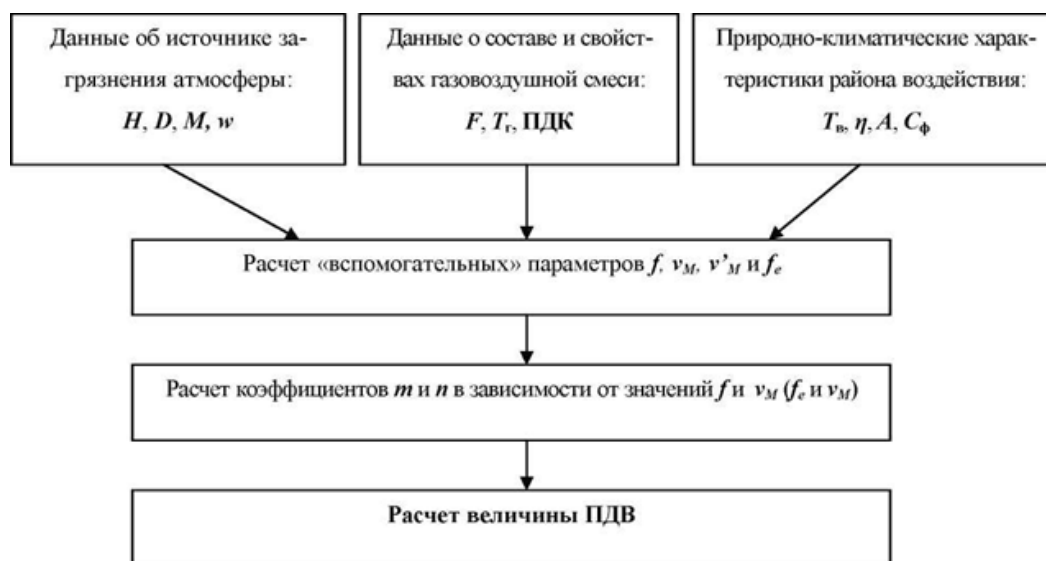 Данные об источнике за-
грязнения атмосферы:
H, D, M, w
Данные о составе и свойст-
вах газовоздушной смеси:
F, Tг, ПДК
Природно-климатические харак-
теристики района воздействия:
Tв, η, A, Cф
Расчет «вспомогательных» параметров f, vM, v’M и fe
Расчет коэффициентов m и n в зависимости от значений f и vM (fe и vM)
Расчет величины ПДВ